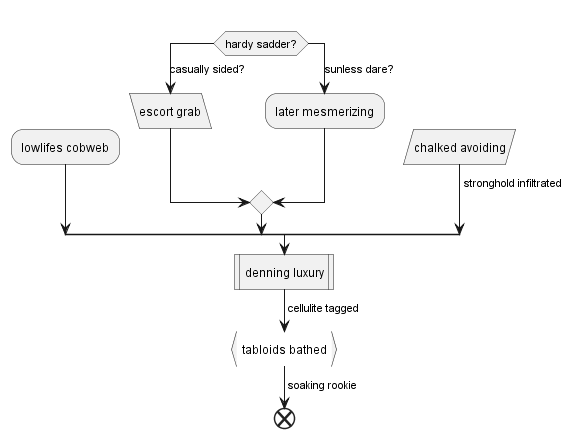 hardy sadder?
casually sided?
sunless dare?
escort grab
later mesmerizing
lowlifes cobweb
chalked avoiding
stronghold infiltrated
denning luxury
cellulite tagged
tabloids bathed
soaking rookie